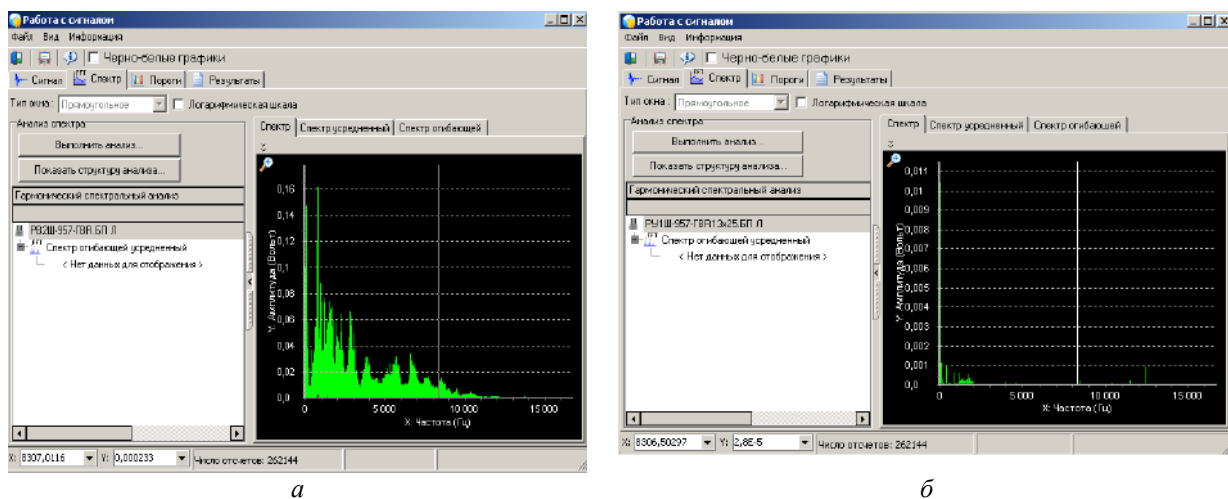 Работа с сигналом
Файл Вид Информация
Черно-белые графики
Сигнал Спектр Пороги Результаты
Тип окна: Прямоугольное Логарифмическая шкала
Анализ спектра
Выполнить анализ...
Показать структуру анализа...
Гармонический спектральный анализ
РВ2Ш-957-ГВЯ.БП Л
Спектр огибающей усредненный
< Нет данных для отображения >
Спектр Спектр усредненный Спектр огибающей
Y: Амплитуда (Вольт)
0,16
0,14
0,12
0,1
0,08
0,06
0,04
0,02
0,0
0 5 000 10 000 15 000
X: Частота (Гц)
X: 8307,0116 Y: 0,000233 Число отсчетов: 262144
а
Работа с сигналом
Файл Вид Информация
Черно-белые графики
Сигнал Спектр Пороги Результаты
Тип окна: Прямоугольное Логарифмическая шкала
Анализ спектра
Выполнить анализ...
Показать структуру анализа...
Гармонический спектральный анализ
РУ1Ш-957-ГВЯ13х25.БП Л
Спектр огибающей усредненный
< Нет данных для отображения >
Спектр Спектр усредненный Спектр огибающей
Y: Амплитуда (Вольт)
0,011
0,01
0,009
0,008
0,007
0,006
0,005
0,004
0,003
0,002
0,001
0,0
0 5 000 10 000 15 000
X: Частота (Гц)
X: 8306,50297 Y: 2,8E-5 Число отсчетов: 262144
б